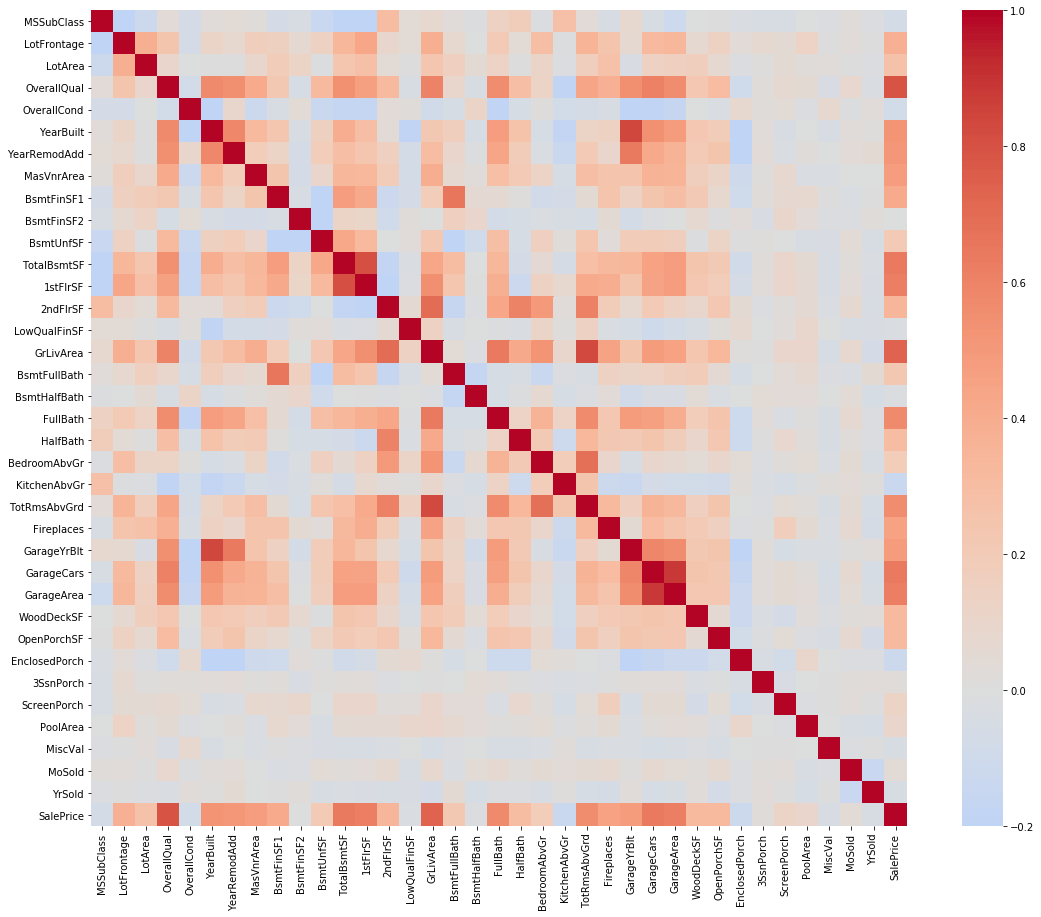 MSSubClass
LotFrontage
LotArea
OverallQual
OverallCond
YearBuilt
YearRemodAdd
MasVnrArea
BsmtFinSF1
BsmtFinSF2
BsmtUnfSF
TotalBsmtSF
1stFlrSF
2ndFlrSF
LowQualFinSF
GrLivArea
BsmtFullBath
BsmtHalfBath
FullBath
HalfBath
BedroomAbvGr
KitchenAbvGr
TotRmsAbvGrd
Fireplaces
GarageYrBlt
GarageCars
GarageArea
WoodDeckSF
OpenPorchSF
EnclosedPorch
3SsnPorch
ScreenPorch
PoolArea
MiscVal
MoSold
YrSold
SalePrice
MSSubClass
LotFrontage
LotArea
OverallQual
OverallCond
YearBuilt
YearRemodAdd
MasVnrArea
BsmtFinSF1
BsmtFinSF2
BsmtUnfSF
TotalBsmtSF
1stFlrSF
2ndFlrSF
LowQualFinSF
GrLivArea
BsmtFullBath
BsmtHalfBath
FullBath
HalfBath
BedroomAbvGr
KitchenAbvGr
TotRmsAbvGrd
Fireplaces
GarageYrBlt
GarageCars
GarageArea
WoodDeckSF
OpenPorchSF
EnclosedPorch
3SsnPorch
ScreenPorch
PoolArea
MiscVal
MoSold
YrSold
SalePrice
1.0
0.8
0.6
0.4
0.2
0.0
−0.2